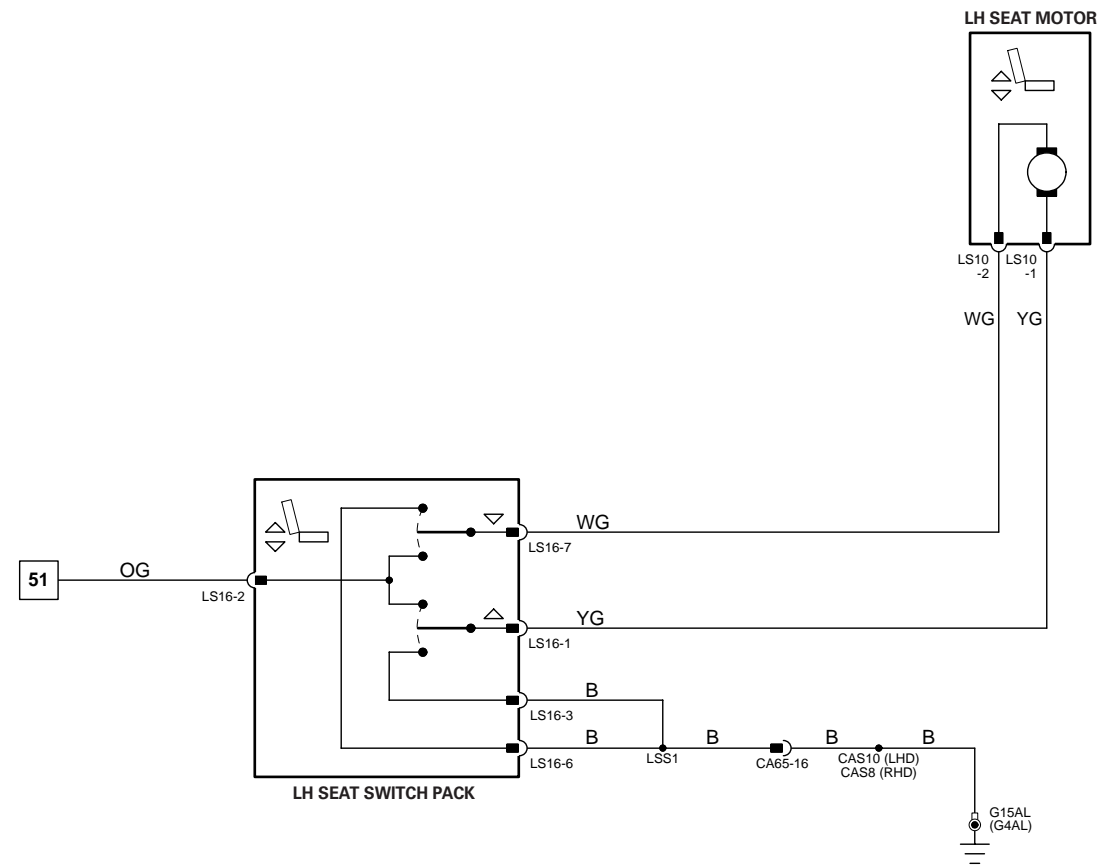 LH SEAT MOTOR
LS10
-2
LS10
-1
WG
YG
WG
LS16-7
51
OG
LS16-2
YG
LS16-1
B
LS16-3
B
B
B
B
LS16-6
LSS1
CA65-16
CAS10 (LHD)
CAS8 (RHD)
LH SEAT SWITCH PACK
G15AL
(G4AL)